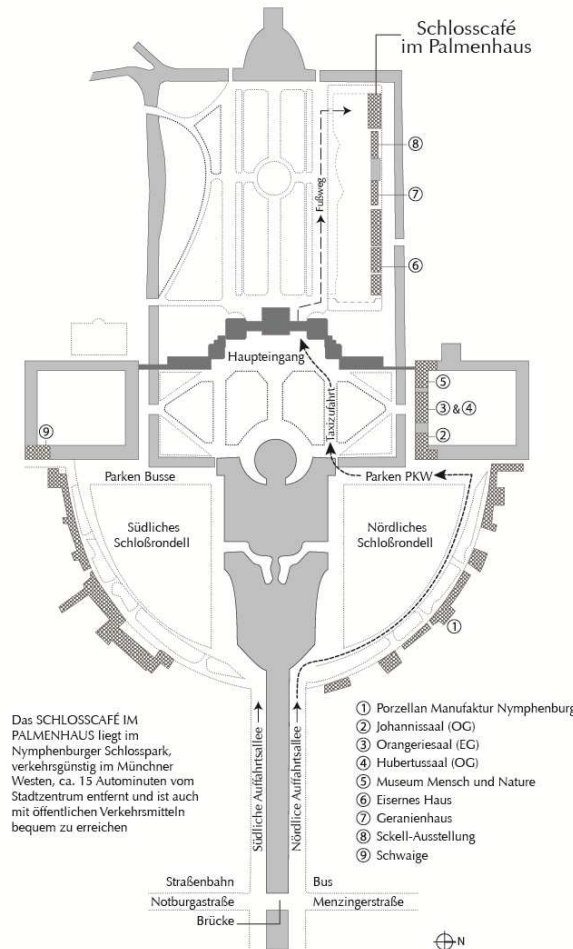 Schlosscafé
im Palmenhaus
⑧
⑦
Fußweg
⑥
Haupteingang
⑤
Taxizufahrt
③ & ④
⑨
②
Parken Busse
Parken PKW
Südliches
Schloßrondell
Nördliches
Schloßrondell
①
Das SCHLOSSCAFÉ IM
PALMENHAUS liegt im
Nymphenburger Schlosspark,
verkehrsgünstig im Münchner
Westen, ca. 15 Autominuten vom
Stadtzentrum entfernt und ist auch
mit öffentlichen Verkehrsmitteln
bequem zu erreichen
Südliche Auffahrtsallee
Nördlice Auffahrtsallee
① Porzellan Manufaktur Nymphenburg
② Johannissaal (OG)
③ Orangeriesaal (EG)
④ Hubertussaal (OG)
⑤ Museum Mensch und Nature
⑥ Eisernes Haus
⑦ Geranienhaus
⑧ Sckell-Ausstellung
⑨ Schwaige
Straßenbahn
Bus
Notburgastraße
Menzingerstraße
Brücke
N